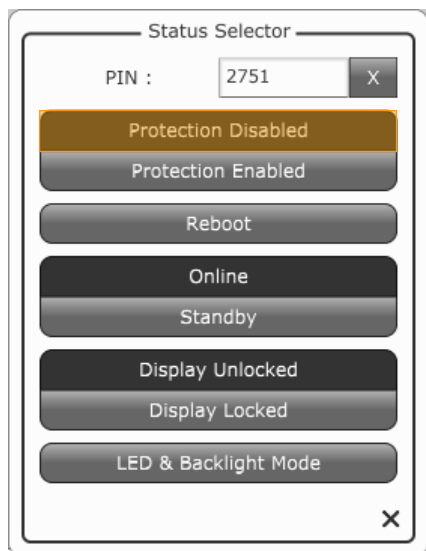 Status Selector
PIN : 2751 X
Protection Disabled
Protection Enabled
Reboot
Online
Standby
Display Unlocked
Display Locked
LED & Backlight Mode